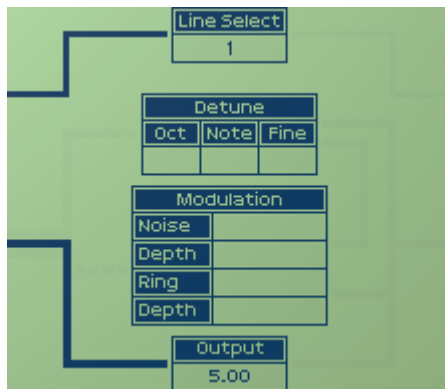 Line Select
1
Detune
Oct Note Fine
Modulation
Noise
Depth
Ring
Depth
Output
5.00